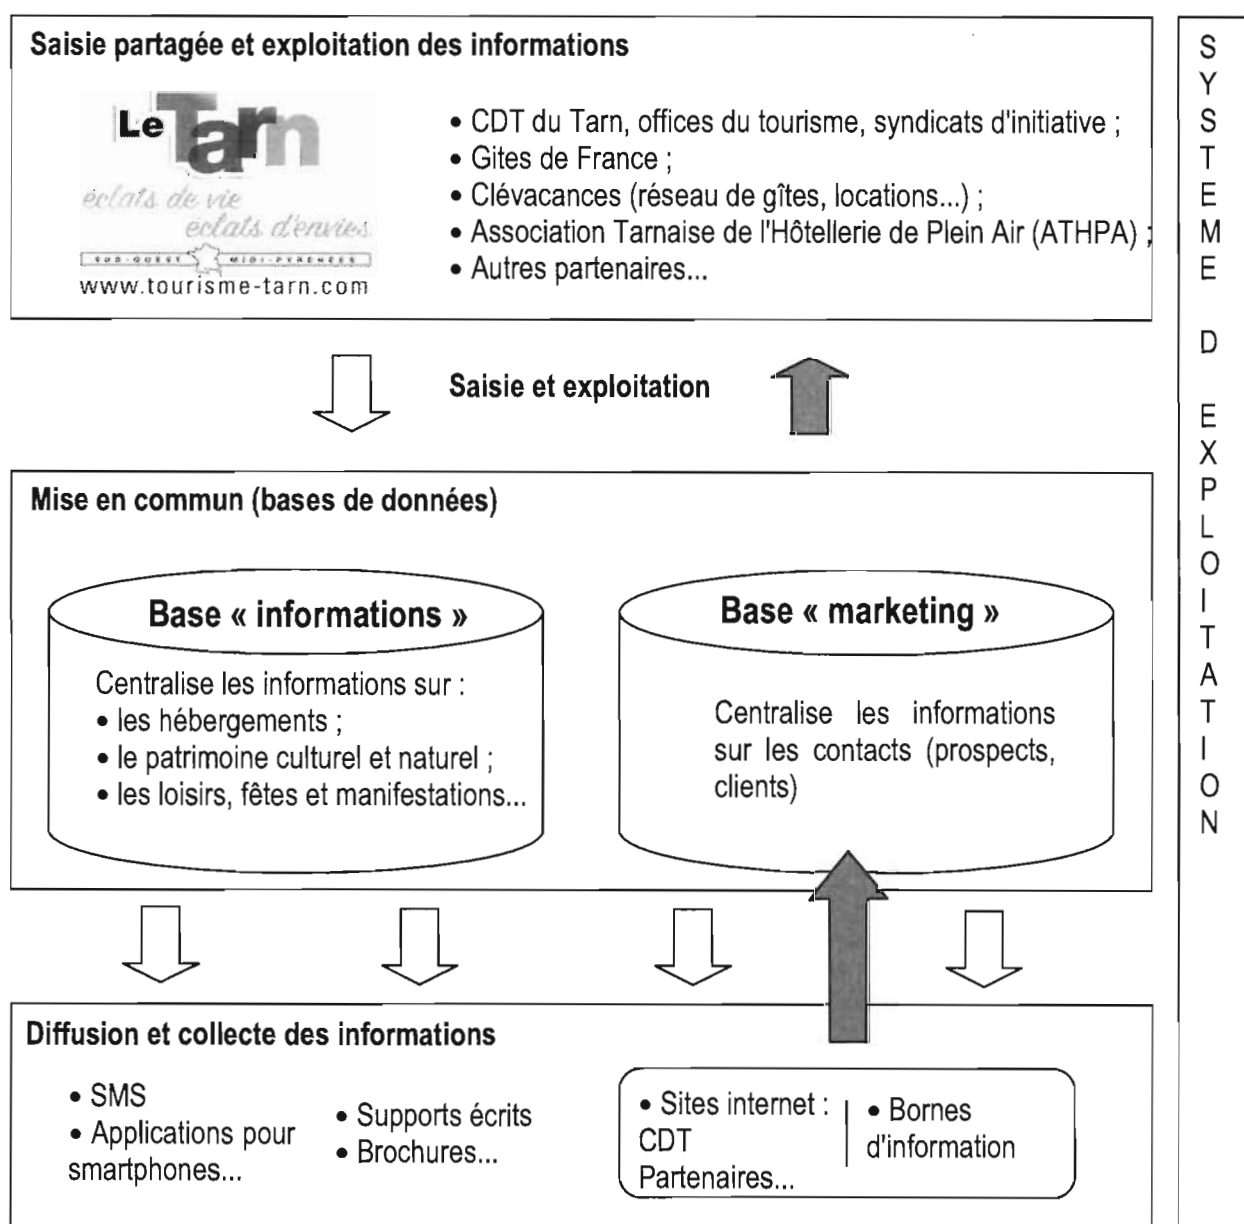 Saisie partagée et exploitation des informations
Le Tarn
éclats de vie
éclats d'envies
SUD-OUEST MIDI-PYRENEES
www.tourisme-tarn.com
• CDT du Tarn, offices du tourisme, syndicats d'initiative ;
• Gites de France ;
• Clévacances (réseau de gîtes, locations...) ;
• Association Tarnaise de l'Hôtellerie de Plein Air (ATHPA) ;
• Autres partenaires...
Saisie et exploitation
Mise en commun (bases de données)
Base « informations »
Centralise les informations sur :
• les hébergements ;
• le patrimoine culturel et naturel ;
• les loisirs, fêtes et manifestations...
Base « marketing »
Centralise les informations
sur les contacts (prospects,
clients)
Diffusion et collecte des informations
• SMS
• Applications pour
smartphones...
• Supports écrits
• Brochures...
• Sites internet :
CDT
Partenaires...
• Bornes
d'information
SYSTEME D EXPLOITATION